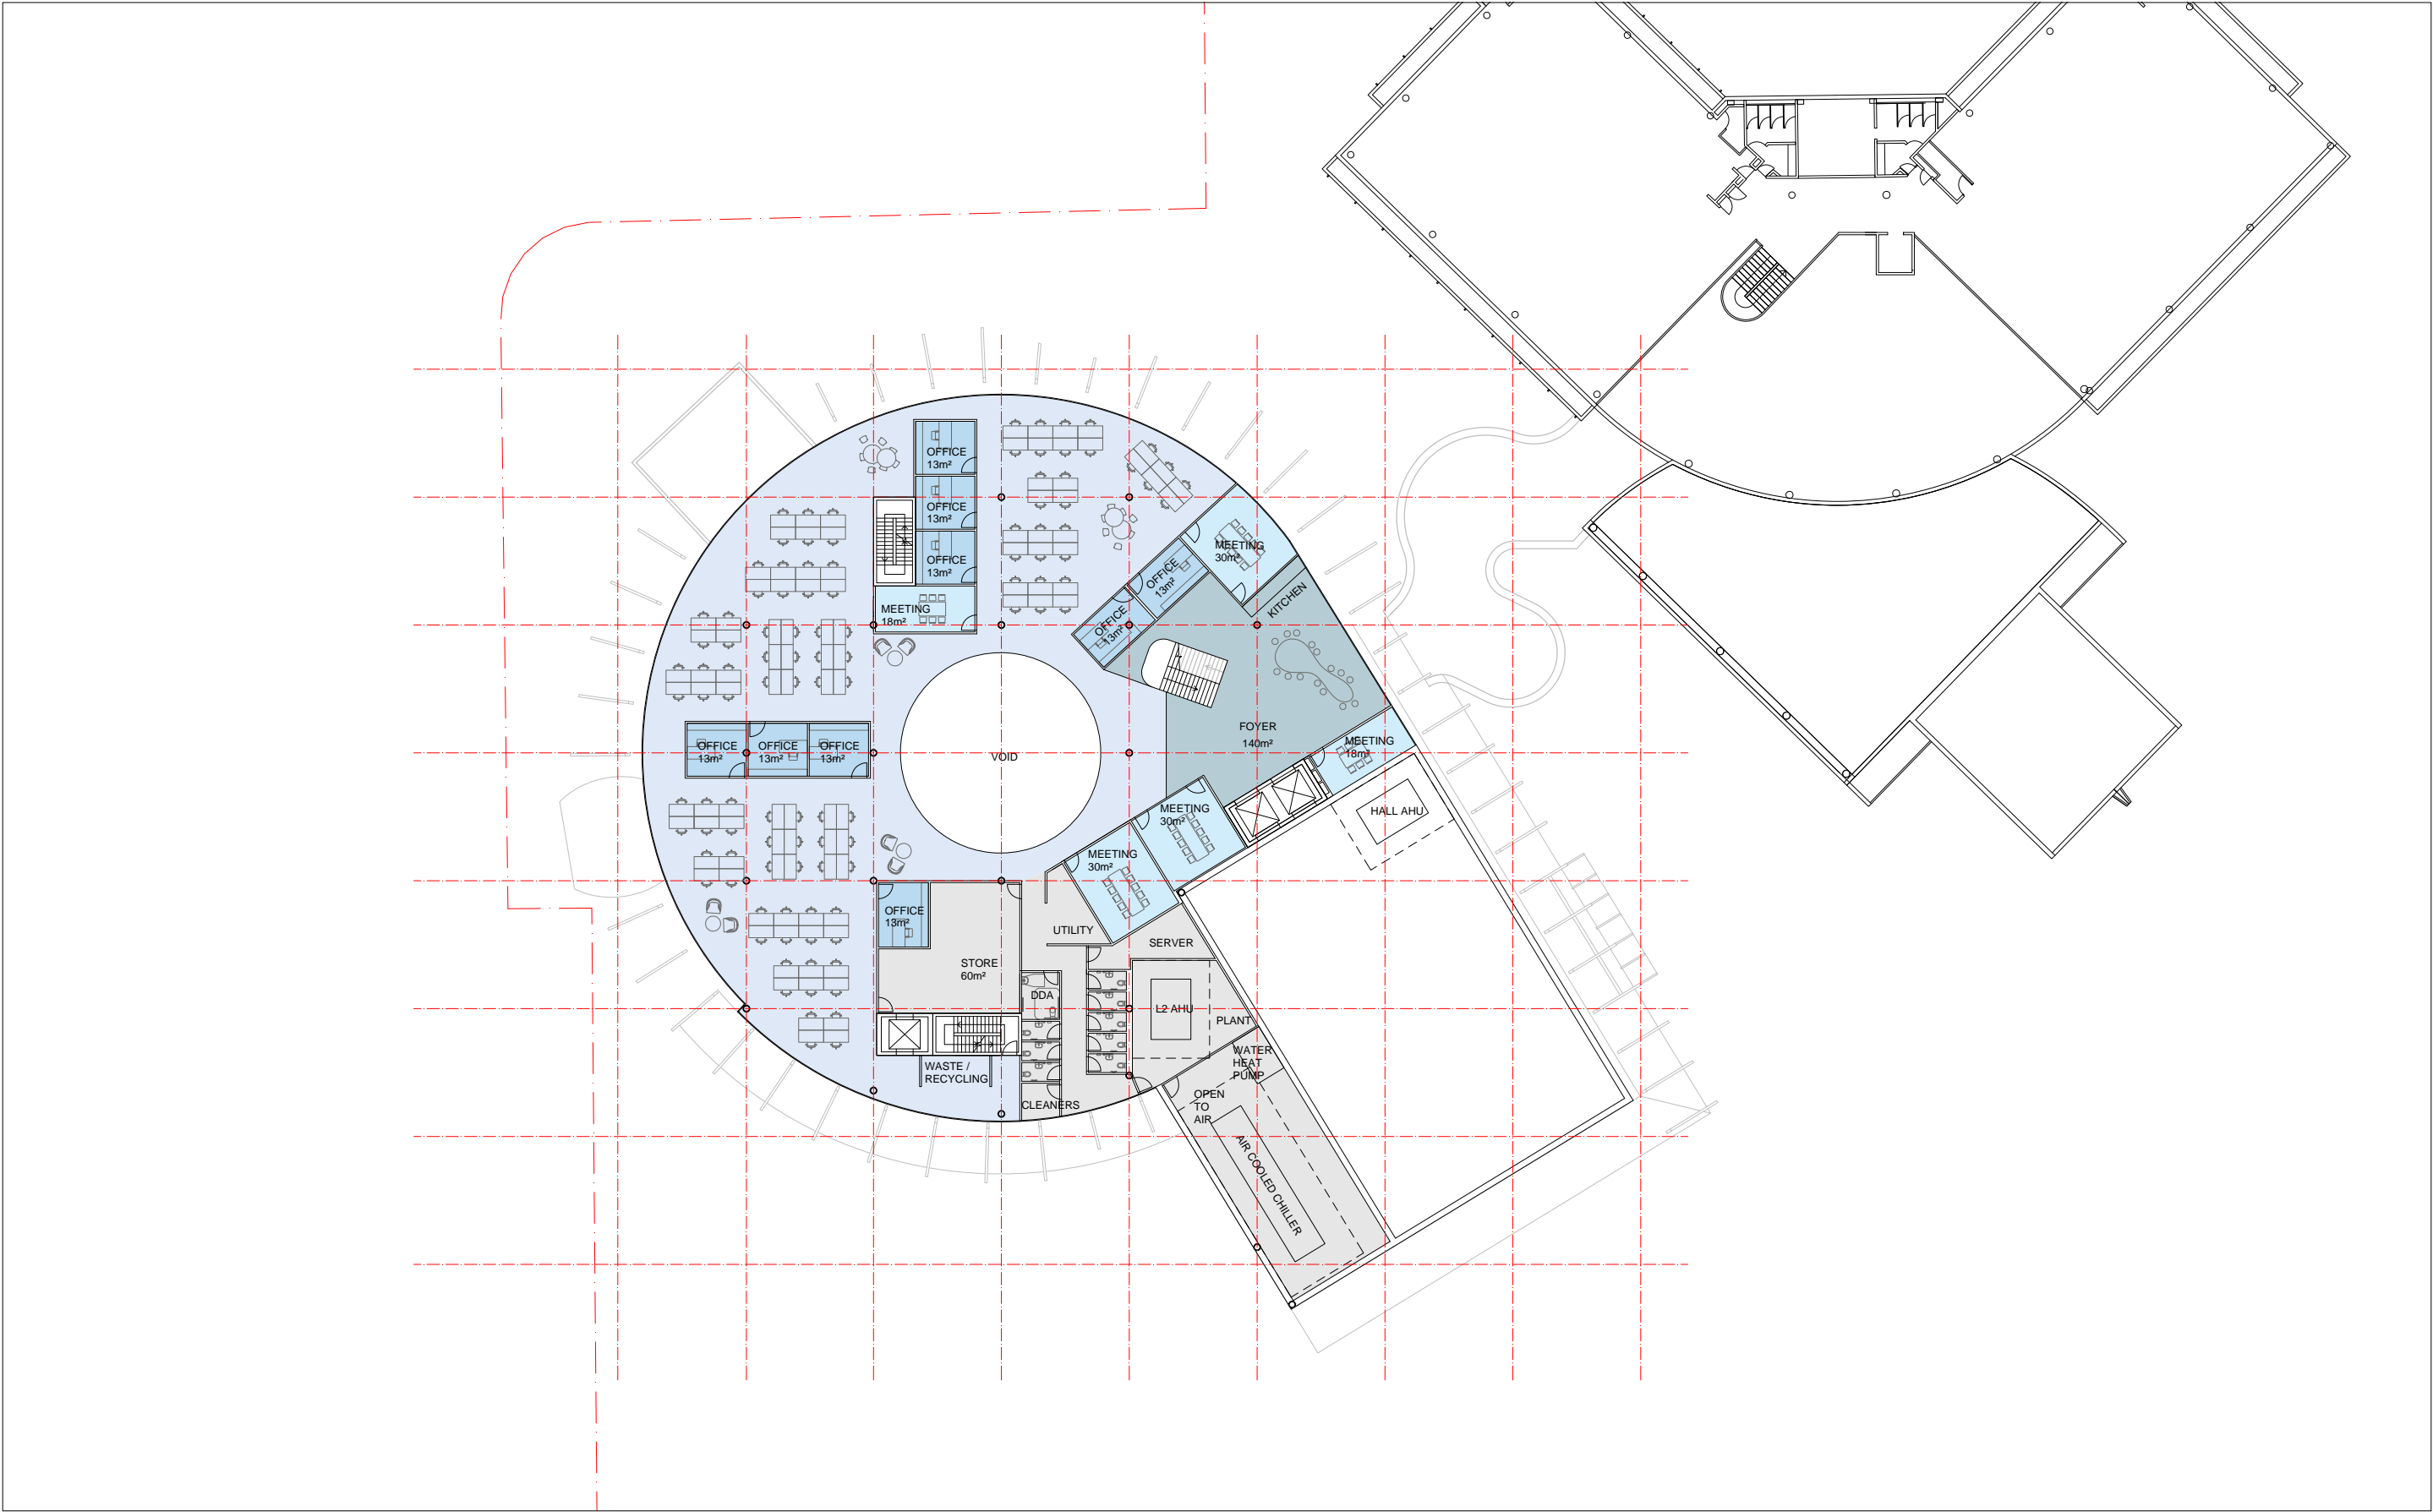 OFFICE
13m²
OFFICE
13m²
OFFICE
13m²
MEETING
18m²
MEETING
30m²
OFFICE
13m²
OFFICE
13m²
KITCHEN
FOYER
140m²
MEETING
18m²
OFFICE
13m²
OFFICE
13m²
OFFICE
13m²
VOID
HALL AHU
MEETING
30m²
MEETING
30m²
OFFICE
13m²
UTILITY
SERVER
STORE
60m²
DDA
L2 AHU
PLANT
WASTE /
RECYCLING
CLEANERS
WATER
HEAT
PUMP
OPEN
TO
AIR
AIR COOLED CHILLER